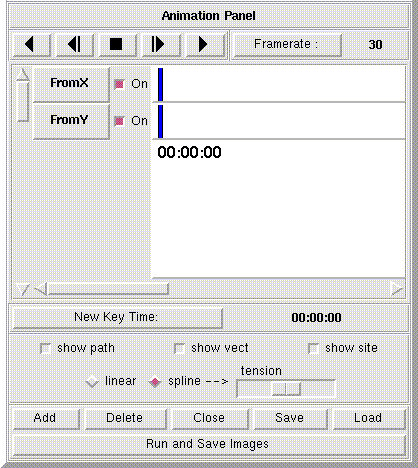 Animation Panel
Framerate : 30
FromX On
FromY On
00:00:00
New Key Time: 00:00:00
show path show vect show site
linear spline --> tension
Add Delete Close Save Load
Run and Save Images